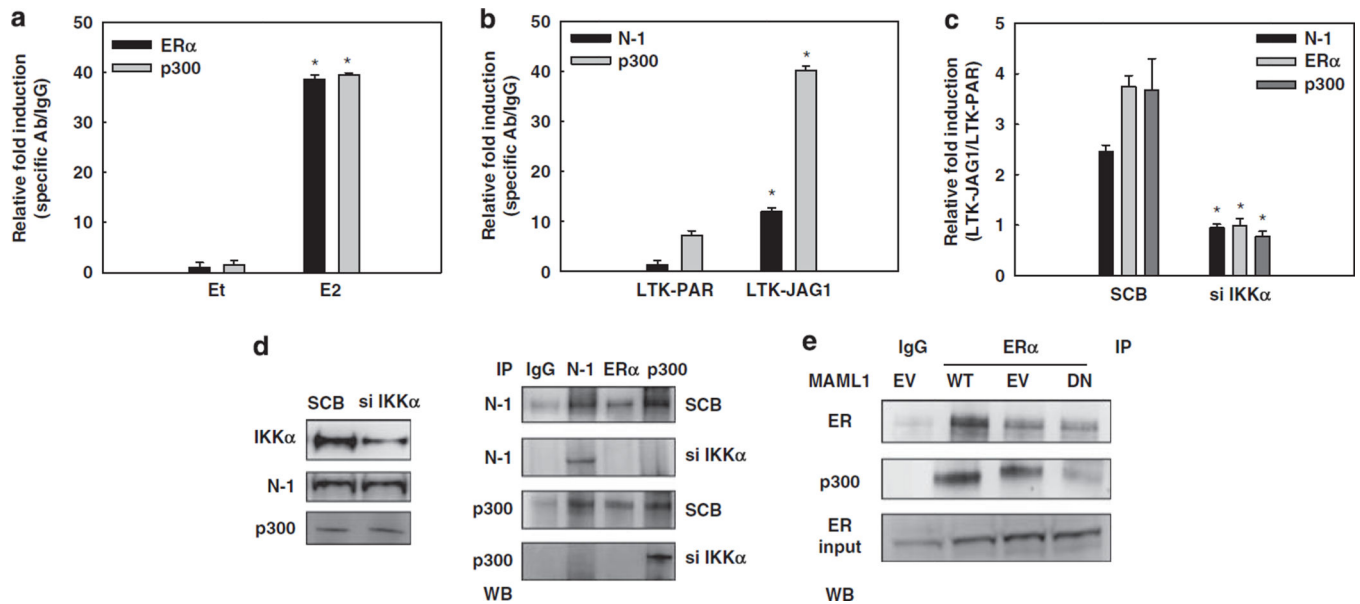 a
Relative fold induction
(specific Ab/IgG)
50
40
30
20
10
0
ERα
p300
*
*
Et
E2
b
Relative fold induction
(specific Ab/IgG)
50
40
30
20
10
0
N-1
p300
*
*
LTK-PAR
LTK-JAG1
c
Relative fold induction
(LTK-JAG1/LTK-PAR)
5
4
3
2
1
0
N-1
ERα
p300
*
*
*
SCB
si IKKα
d
SCB si IKKα
IKKα
N-1
p300
IP IgG N-1 ERα p300
N-1 SCB
N-1 si IKKα
p300 SCB
p300 si IKKα
WB
e
IgG ERα IP
MAML1 EV WT EV DN
ER
p300
ER
input
WB